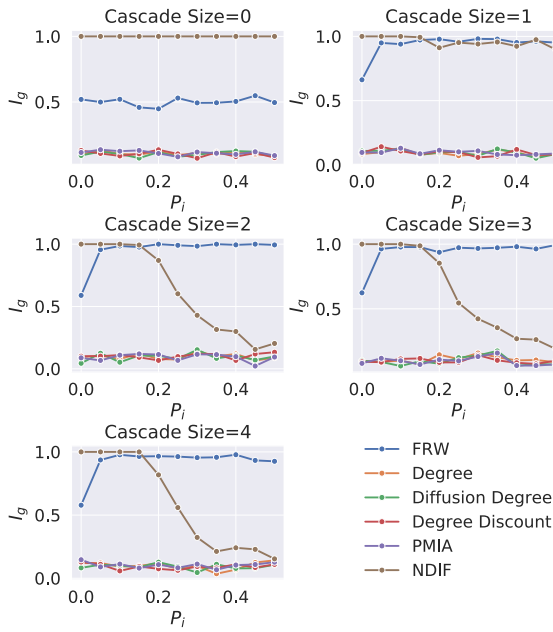 Cascade Size=0
Cascade Size=1
1.0
0.5
I_g
0.0
0.2
0.4
P_i
1.0
0.5
0.0
I_g
0.0
0.2
0.4
P_i
Cascade Size=2
Cascade Size=3
1.0
0.5
0.0
I_g
0.0
0.2
0.4
P_i
1.0
0.5
I_g
0.0
0.2
0.4
P_i
Cascade Size=4
1.0
0.5
0.0
I_g
0.0
0.2
0.4
P_i
FRW
Degree
Diffusion Degree
Degree Discount
PMIA
NDIF